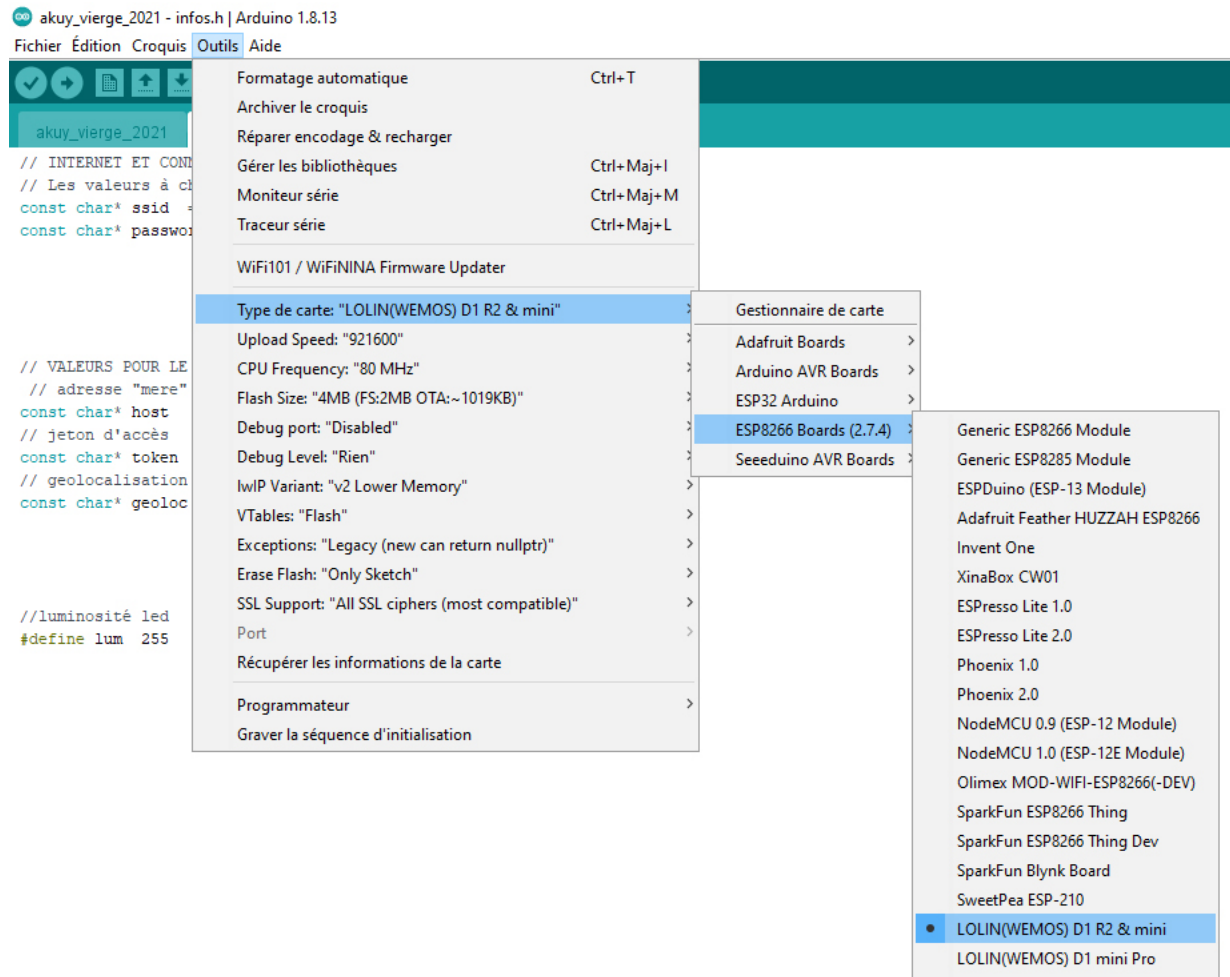 akuy_vierge_2021 - infos.h | Arduino 1.8.13
Fichier Édition Croquis Outils Aide
akuy_vierge_2021
// INTERNET ET CONN
// Les valeurs à ch
const char* ssid =
const char* passwor
// VALEURS POUR LE
// adresse "mere"
const char* host
// jeton d'accès
const char* token
// geolocalisation
const char* geoloc
//luminosité led
#define lum 255
Formatage automatique Ctrl+T
Archiver le croquis
Réparer encodage & recharger
Gérer les bibliothèques Ctrl+Maj+I
Moniteur série Ctrl+Maj+M
Traceur série Ctrl+Maj+L
WiFi101 / WiFiNINA Firmware Updater
Type de carte: "LOLIN(WEMOS) D1 R2 & mini"
Upload Speed: "921600"
CPU Frequency: "80 MHz"
Flash Size: "4MB (FS:2MB OTA:~1019KB)"
Debug port: "Disabled"
Debug Level: "Rien"
IwIP Variant: "v2 Lower Memory"
VTables: "Flash"
Exceptions: "Legacy (new can return nullptr)"
Erase Flash: "Only Sketch"
SSL Support: "All SSL ciphers (most compatible)"
Port
Récupérer les informations de la carte
Programmateur
Graver la séquence d'initialisation
Gestionnaire de carte
Adafruit Boards
Arduino AVR Boards
ESP32 Arduino
ESP8266 Boards (2.7.4)
Seeeduino AVR Boards
Generic ESP8266 Module
Generic ESP8285 Module
ESPDuino (ESP-13 Module)
Adafruit Feather HUZZAH ESP8266
Invent One
XinaBox CW01
ESPresso Lite 1.0
ESPresso Lite 2.0
Phoenix 1.0
Phoenix 2.0
NodeMCU 0.9 (ESP-12 Module)
NodeMCU 1.0 (ESP-12E Module)
Olimex MOD-WIFI-ESP8266(-DEV)
SparkFun ESP8266 Thing
SparkFun ESP8266 Thing Dev
SparkFun Blynk Board
SweetPea ESP-210
LOLIN(WEMOS) D1 R2 & mini
LOLIN(WEMOS) D1 mini Pro